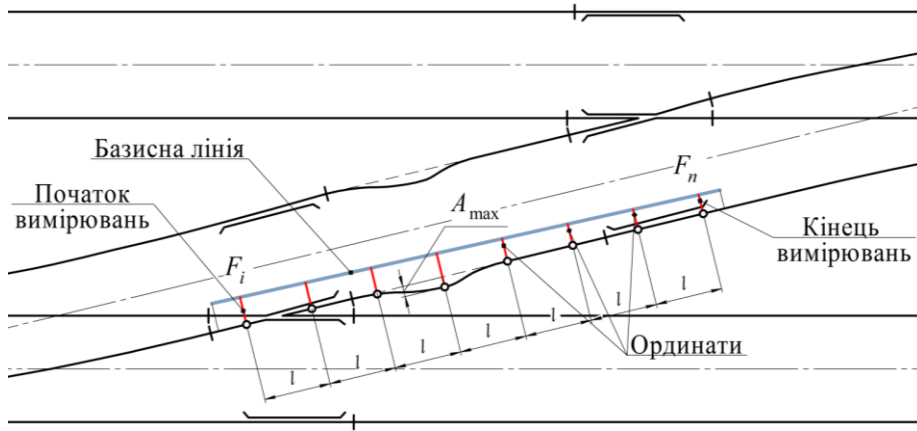 Базисна лінія
Початок
вимірювань
F_i
A_max
F_n
Кінець
вимірювань
Ординати
l
l
l
l
l
l
l